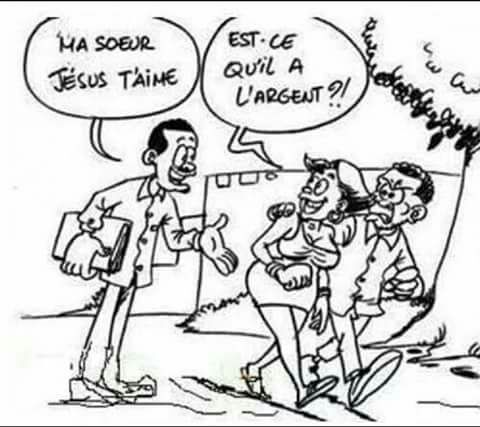 MA SOEUR
JÉSUS T'AIME
EST-CE
QU'IL A
L'ARGENT?!